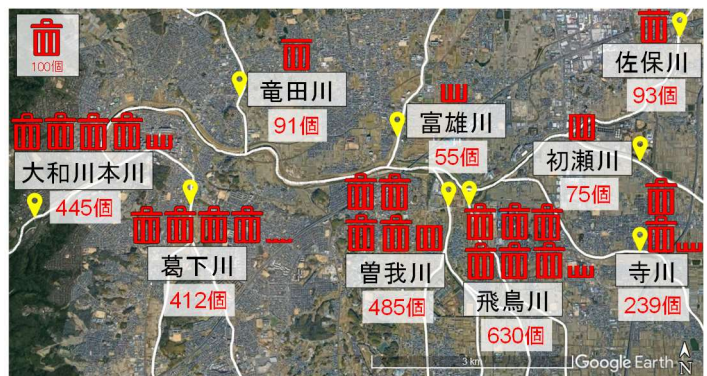 100個
佐保川
93個
竜田川
91個
富雄川
55個
初瀬川
75個
大和川本川
445個
葛下川
412個
曽我川
485個
飛鳥川
630個
寺川
239個
3 km
Google Earth
N